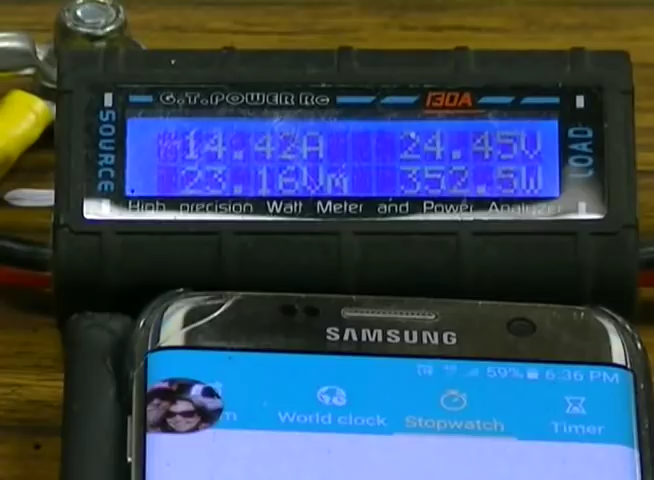 G.T.POWER RC 130A
SOURCE
14.42A 24.45V
23.16Vm 352.5W
LOAD
High precision Watt Meter and Power Analyzer
SAMSUNG
59% 6:36 PM
World clock Stopwatch Timer